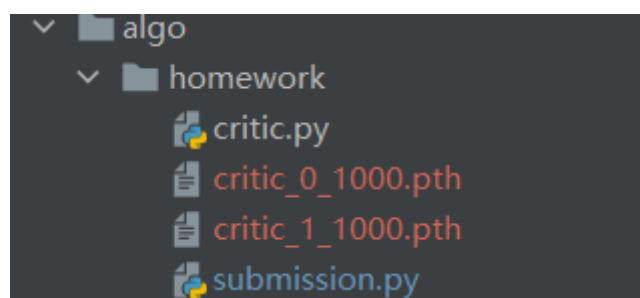 algo
homework
critic.py
critic_0_1000.pth
critic_1_1000.pth
submission.py